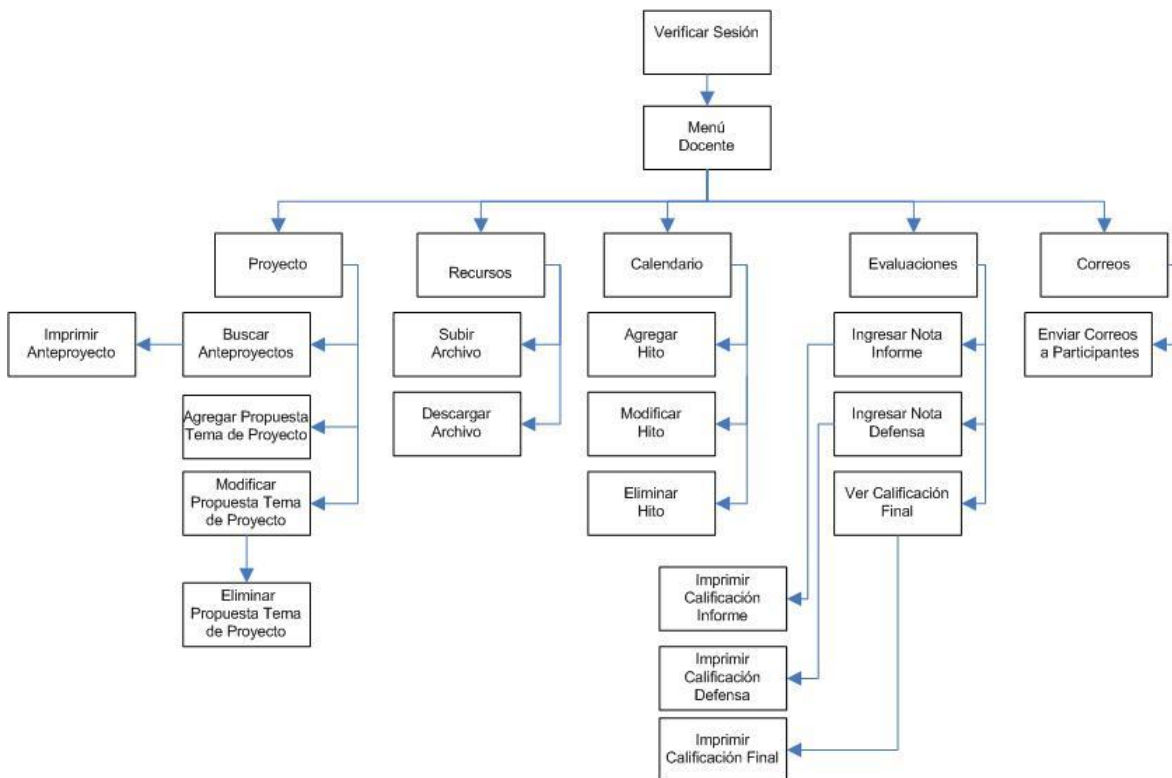 Verificar Sesión
Menú
Docente
Proyecto
Recursos
Calendario
Evaluaciones
Correos
Imprimir
Anteproyecto
Buscar
Anteproyectos
Subir
Archivo
Agregar
Hito
Ingresar Nota
Informe
Enviar Correos
a Participantes
Agregar Propuesta
Tema de Proyecto
Descargar
Archivo
Modificar
Hito
Ingresar Nota
Defensa
Modificar
Propuesta Tema
de Proyecto
Eliminar
Hito
Ver Calificación
Final
Eliminar
Propuesta Tema
de Proyecto
Imprimir
Calificación
Informe
Imprimir
Calificación
Defensa
Imprimir
Calificación Final